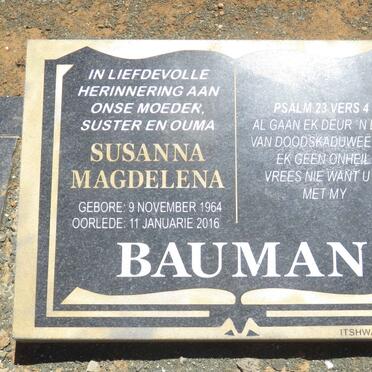 IN LIEFDEVOLLE
HERINNERING AAN
ONSE MOEDER,
SUSTER EN OUMA
SUSANNA
MAGDELENA
GEBORE: 9 NOVEMBER 1964
OORLEDE: 11 JANUARIE 2016
PSALM 23 VERS 4
AL GAAN EK DEUR 'N
VAN DOODSKADUWEE
EK GEEN ONHEIL
VREES NIE WANT U
MET MY
BAUMAN